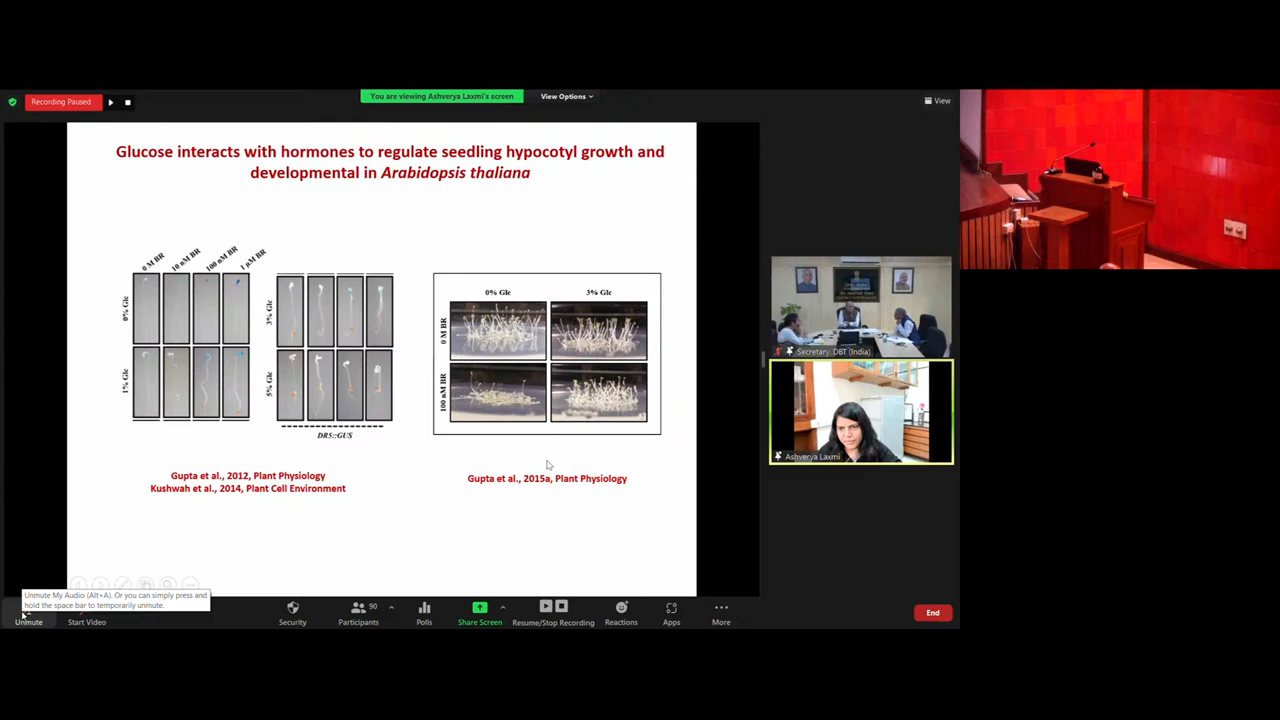 Recording Paused
You are viewing Ashverya Laxmi's screen
View Options
View
Glucose interacts with hormones to regulate seedling hypocotyl growth and
developmental in Arabidopsis thaliana
0 M BR
10 nM BR
100 nM BR
1 μM BR
0% Glc
1% Glc
3% Glc
5% Glc
DR5::GUS
0% Glc
3% Glc
0 M BR
100 nM BR
Gupta et al., 2012, Plant Physiology
Kushwah et al., 2014, Plant Cell Environment
Gupta et al., 2015a, Plant Physiology
Secretary, DBT (India)
Ashverya Laxmi
Unmute My Audio (Alt+A). Or you can simply press and
hold the space bar to temporarily unmute.
Unmute
Start Video
Security
Participants
90
Polls
Share Screen
Resume/Stop Recording
Reactions
Apps
More
End